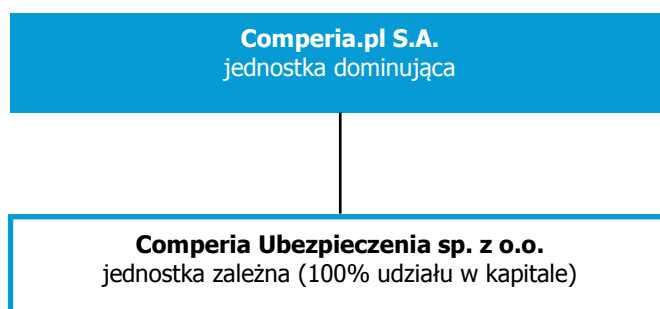 Comperia.pl S.A.
jednostka dominująca
Comperia Ubezpieczenia sp. z o.o.
jednostka zależna (100% udziału w kapitale)